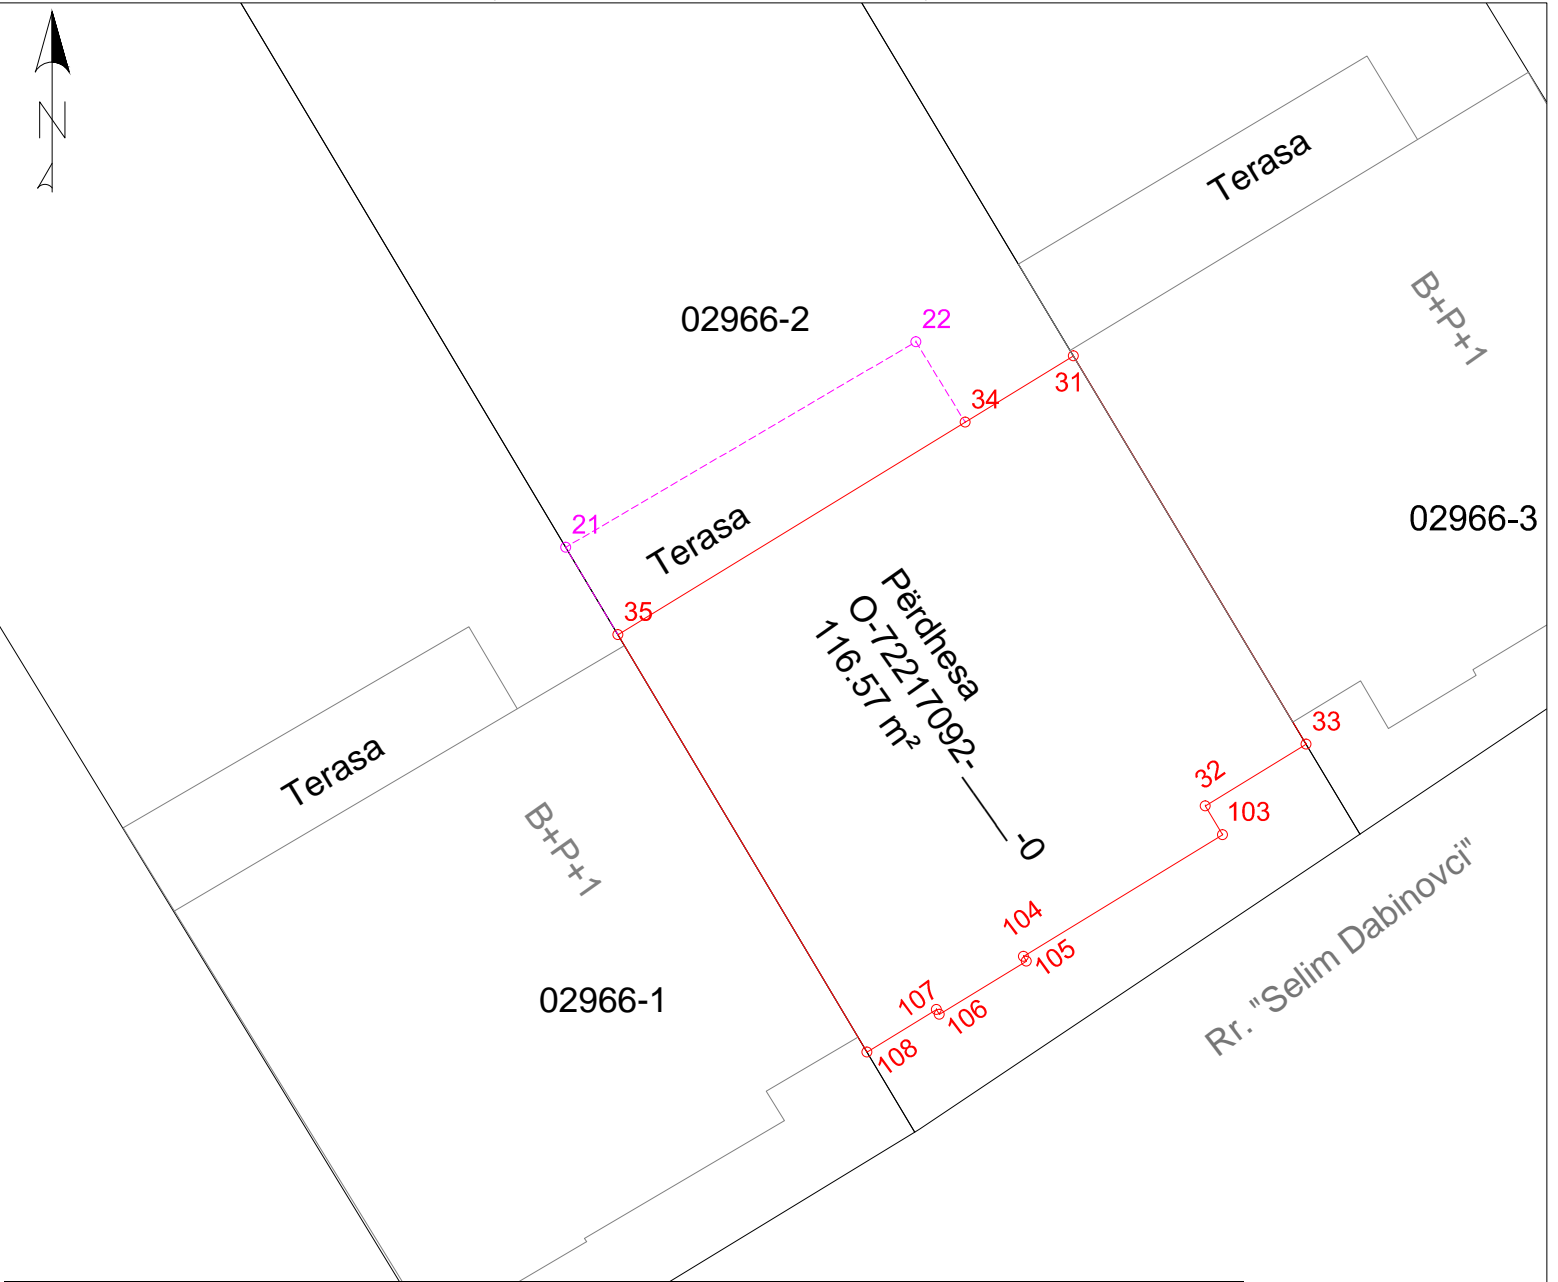 N
Terasa
B+P+1
02966-2
22
34
31
02966-3
21
Terasa
35
Përdhesa
O-72217092-
-0
116.57 m²
33
32
103
Terasa
B+P+1
104
105
107
106
108
02966-1
Rr. "Selim Dabinovci"